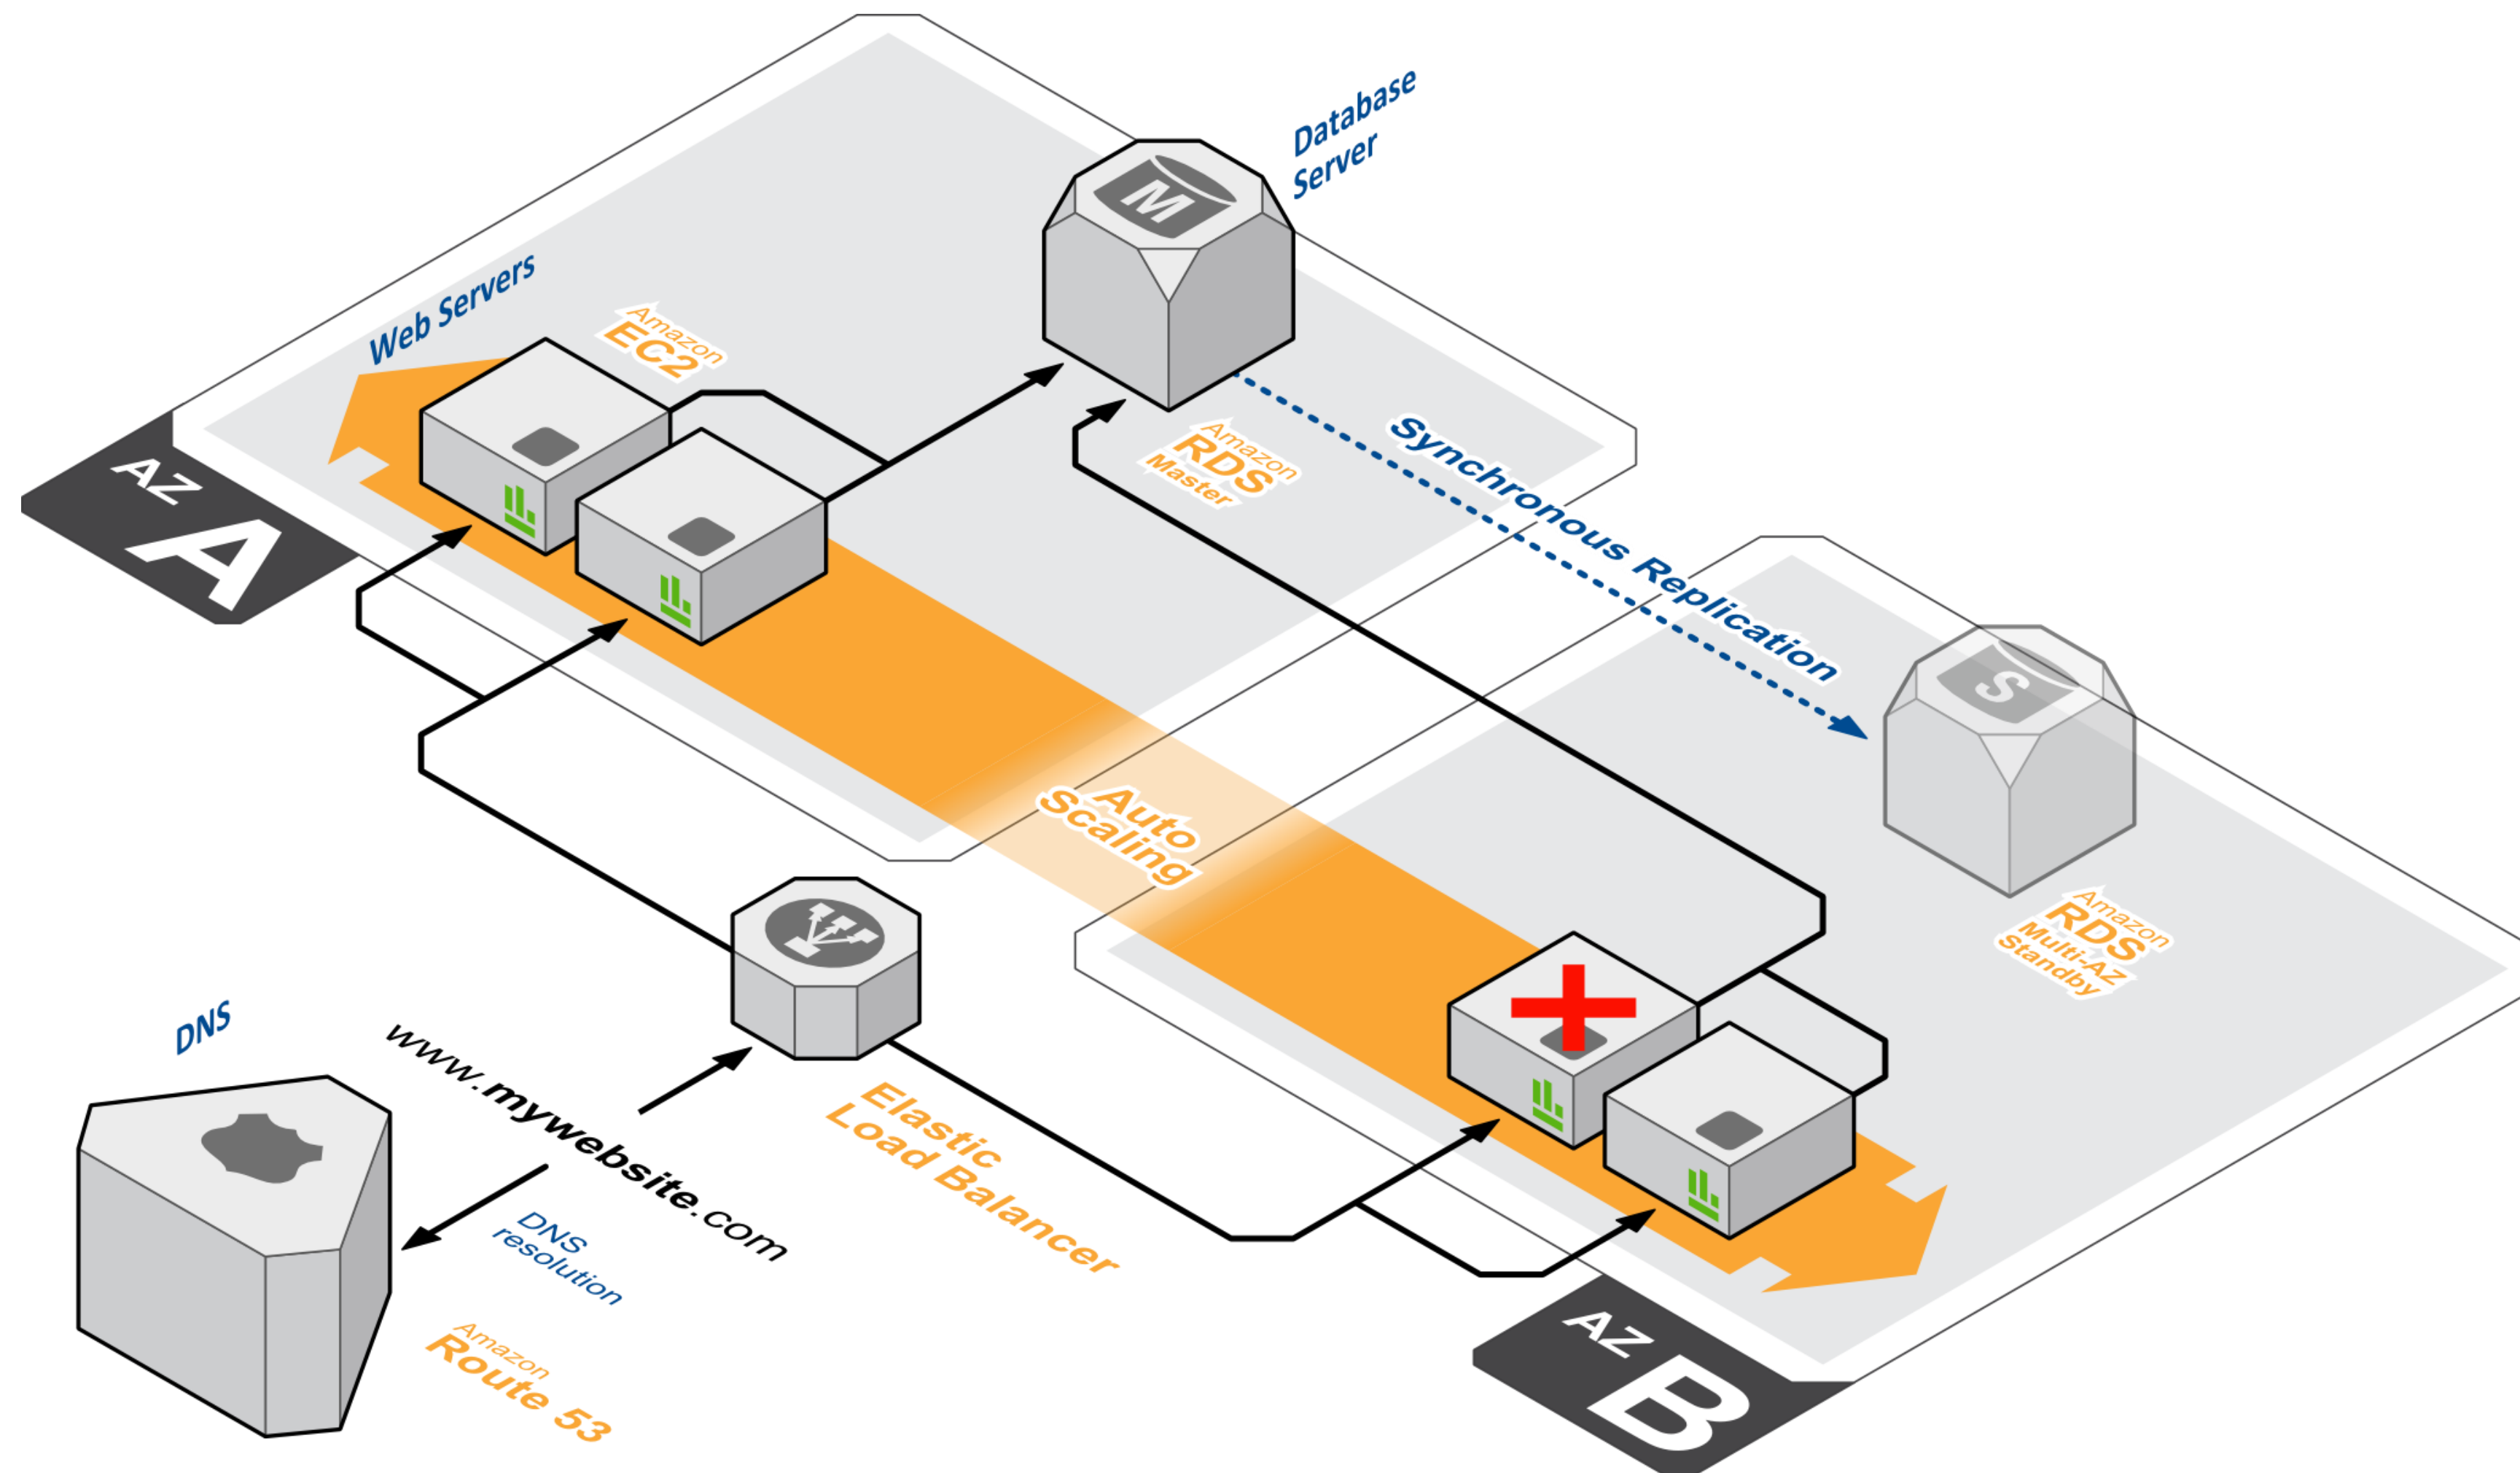 Database
Server
Web Servers
Amazon
EC2
M
Amazon
RDS
Master
Synchronous Replication
AZ
A
S
Auto
Scaling
Amazon
RDS
Multi-AZ
Standby
DNS
www.mywebsite.com
Elastic
Load Balancer
DNS
resolution
Amazon
Route 53
AZ
B